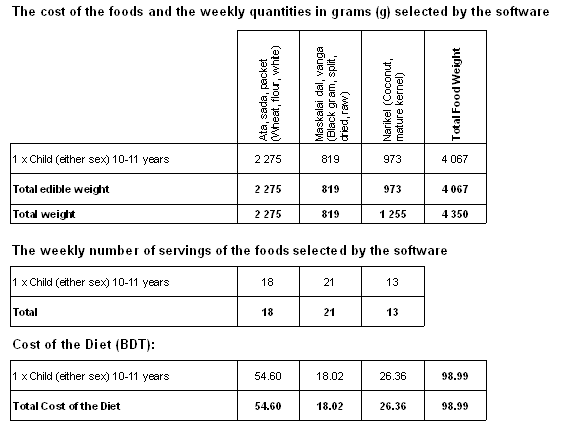 The cost of the foods and the weekly quantities in grams (g) selected by the software
Ata, sada, packet
(Wheat, flour, white)
Maskalai dal, vanga
(Black gram, split,
dried, raw)
Narikel (Coconut,
mature kernel)
Total Food Weight
1 x Child (either sex) 10-11 years 2 275 819 973 4 067
Total edible weight 2 275 819 973 4 067
Total weight 2 275 819 1 255 4 350
The weekly number of servings of the foods selected by the software
1 x Child (either sex) 10-11 years 18 21 13
Total 18 21 13
Cost of the Diet (BDT):
1 x Child (either sex) 10-11 years 54.60 18.02 26.36 98.99
Total Cost of the Diet 54.60 18.02 26.36 98.99